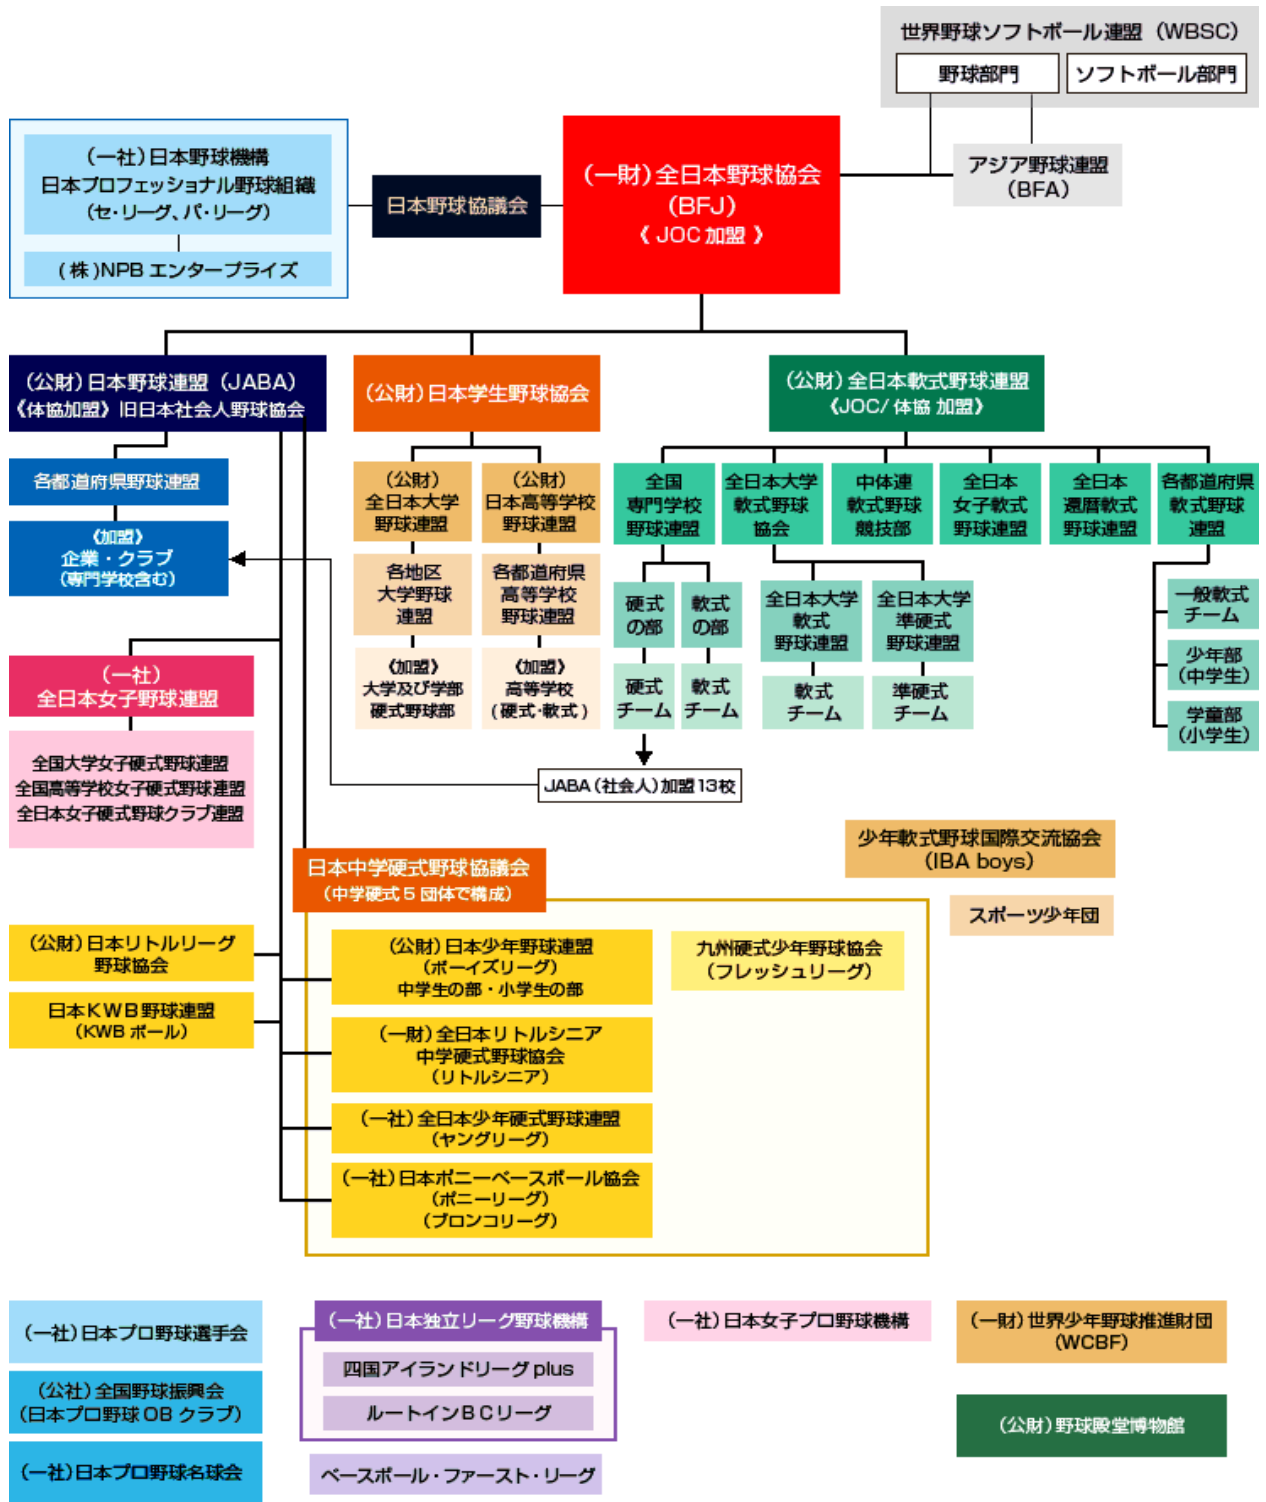 世界野球ソフトボール連盟（WBSC）
野球部門
ソフトボール部門
アジア野球連盟
（BFA）
（一社）日本野球機構
日本プロフェッショナル野球組織
（セ・リーグ、パ・リーグ）
(株)NPBエンタープライズ
日本野球協議会
（一財）全日本野球協会
（BFJ）
《JOC加盟》
（公財）日本野球連盟（JABA）
《体協加盟》旧日本社会人野球協会
各都道府県野球連盟
《加盟》
企業・クラブ
（専門学校含む）
（一社）
全日本女子野球連盟
全国大学女子硬式野球連盟
全国高等学校女子硬式野球連盟
全日本女子硬式野球クラブ連盟
（公財）日本学生野球協会
（公財）
全日本大学
野球連盟
各地区
大学野球
連盟
《加盟》
大学及び学部
硬式野球部
（公財）
日本高等学校
野球連盟
各都道府県
高等学校
野球連盟
《加盟》
高等学校
(硬式・軟式)
（公財）全日本軟式野球連盟
《JOC/体協 加盟》
全国
専門学校
野球連盟
硬式
の部
硬式
チーム
軟式
の部
軟式
チーム
JABA（社会人）加盟13校
全日本大学
軟式野球
協会
全日本大学
軟式
野球連盟
軟式
チーム
全日本大学
準硬式
野球連盟
準硬式
チーム
中体連
軟式野球
競技部
全日本
女子軟式
野球連盟
全日本
還暦軟式
野球連盟
各都道府県
軟式野球
連盟
一般軟式
チーム
少年部
（中学生）
学童部
（小学生）
少年軟式野球国際交流協会
（IBA boys）
スポーツ少年団
日本中学硬式野球協議会
（中学硬式5団体で構成）
（公財）日本リトルリーグ
野球協会
日本KWB野球連盟
（KWBボール）
（公財）日本少年野球連盟
（ボーイズリーグ）
中学生の部・小学生の部
九州硬式少年野球協会
（フレッシュリーグ）
（一財）全日本リトルシニア
中学硬式野球協会
（リトルシニア）
（一社）全日本少年硬式野球連盟
（ヤングリーグ）
（一社）日本ポニーベースボール協会
（ポニーリーグ）
（ブロンコリーグ）
（一社）日本プロ野球選手会
（公社）全国野球振興会
（日本プロ野球OBクラブ）
（一社）日本プロ野球名球会
（一社）日本独立リーグ野球機構
四国アイランドリーグplus
ルートインBCリーグ
ベースボール・ファースト・リーグ
（一社）日本女子プロ野球機構
（一財）世界少年野球推進財団
（WCBF）
（公財）野球殿堂博物館